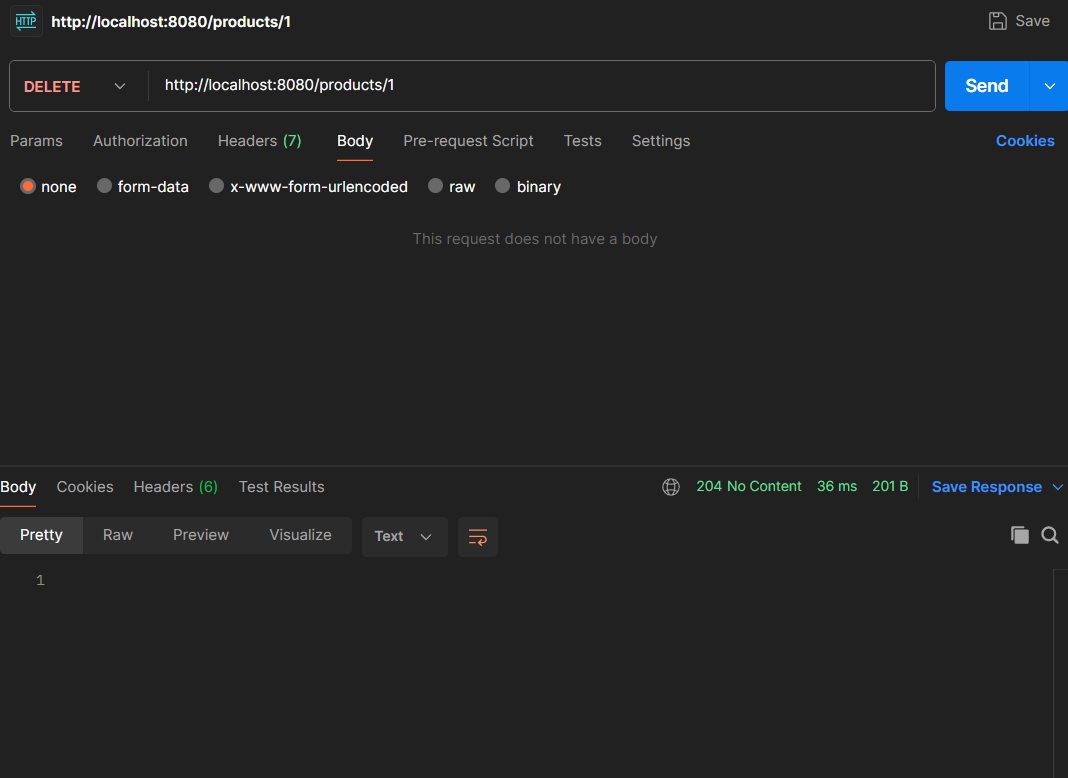 HTTP http://localhost:8080/products/1 Save
DELETE http://localhost:8080/products/1 Send
Params Authorization Headers (7) Body Pre-request Script Tests Settings Cookies
none form-data x-www-form-urlencoded raw binary
This request does not have a body
Body Cookies Headers (6) Test Results 204 No Content 36 ms 201 B Save Response
Pretty Raw Preview Visualize Text
1